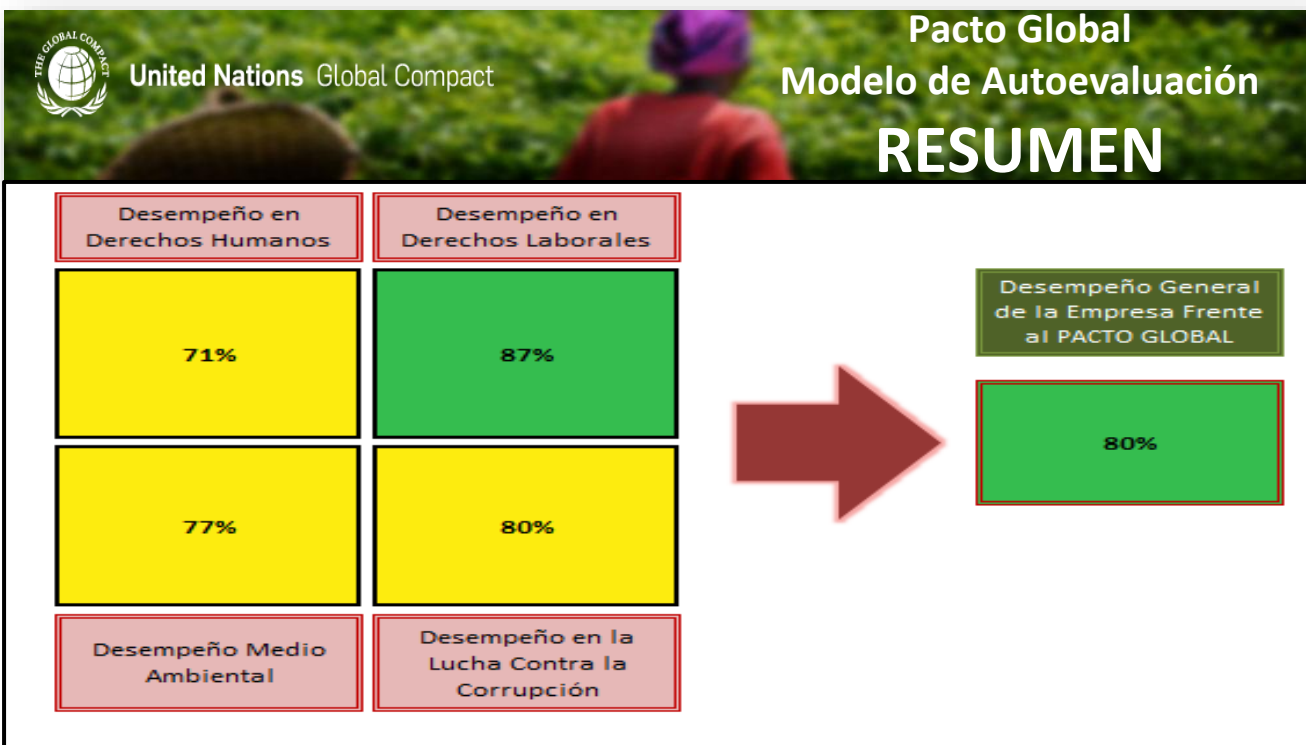 THE GLOBAL COMPACT
United Nations Global Compact
Pacto Global
Modelo de Autoevaluación
RESUMEN
Desempeño en
Derechos Humanos
Desempeño en
Derechos Laborales
71%
87%
77%
80%
Desempeño Medio
Ambiental
Desempeño en la
Lucha Contra la
Corrupción
Desempeño General
de la Empresa Frente
al PACTO GLOBAL
80%